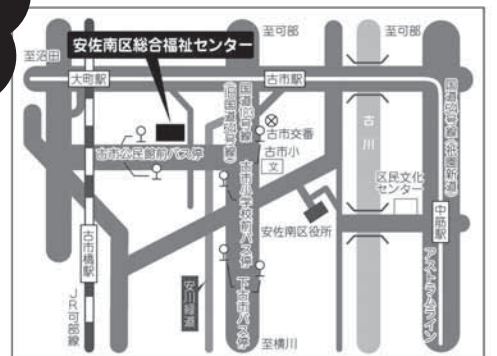 安佐南区総合福祉センター
至可部
至可部
至沼田
大町駅
古市駅
国道183号線
(旧国道54号線)
国道54号線(祇園新道)
古市交番
古市小
文
古川
古市公民館前バス停
古市小学校前バス停
区民文化
センター
中筋駅
安佐南区役所
古市橋駅
安川緑道
下古市バス停
アストラムライン
JR可部線
至横川